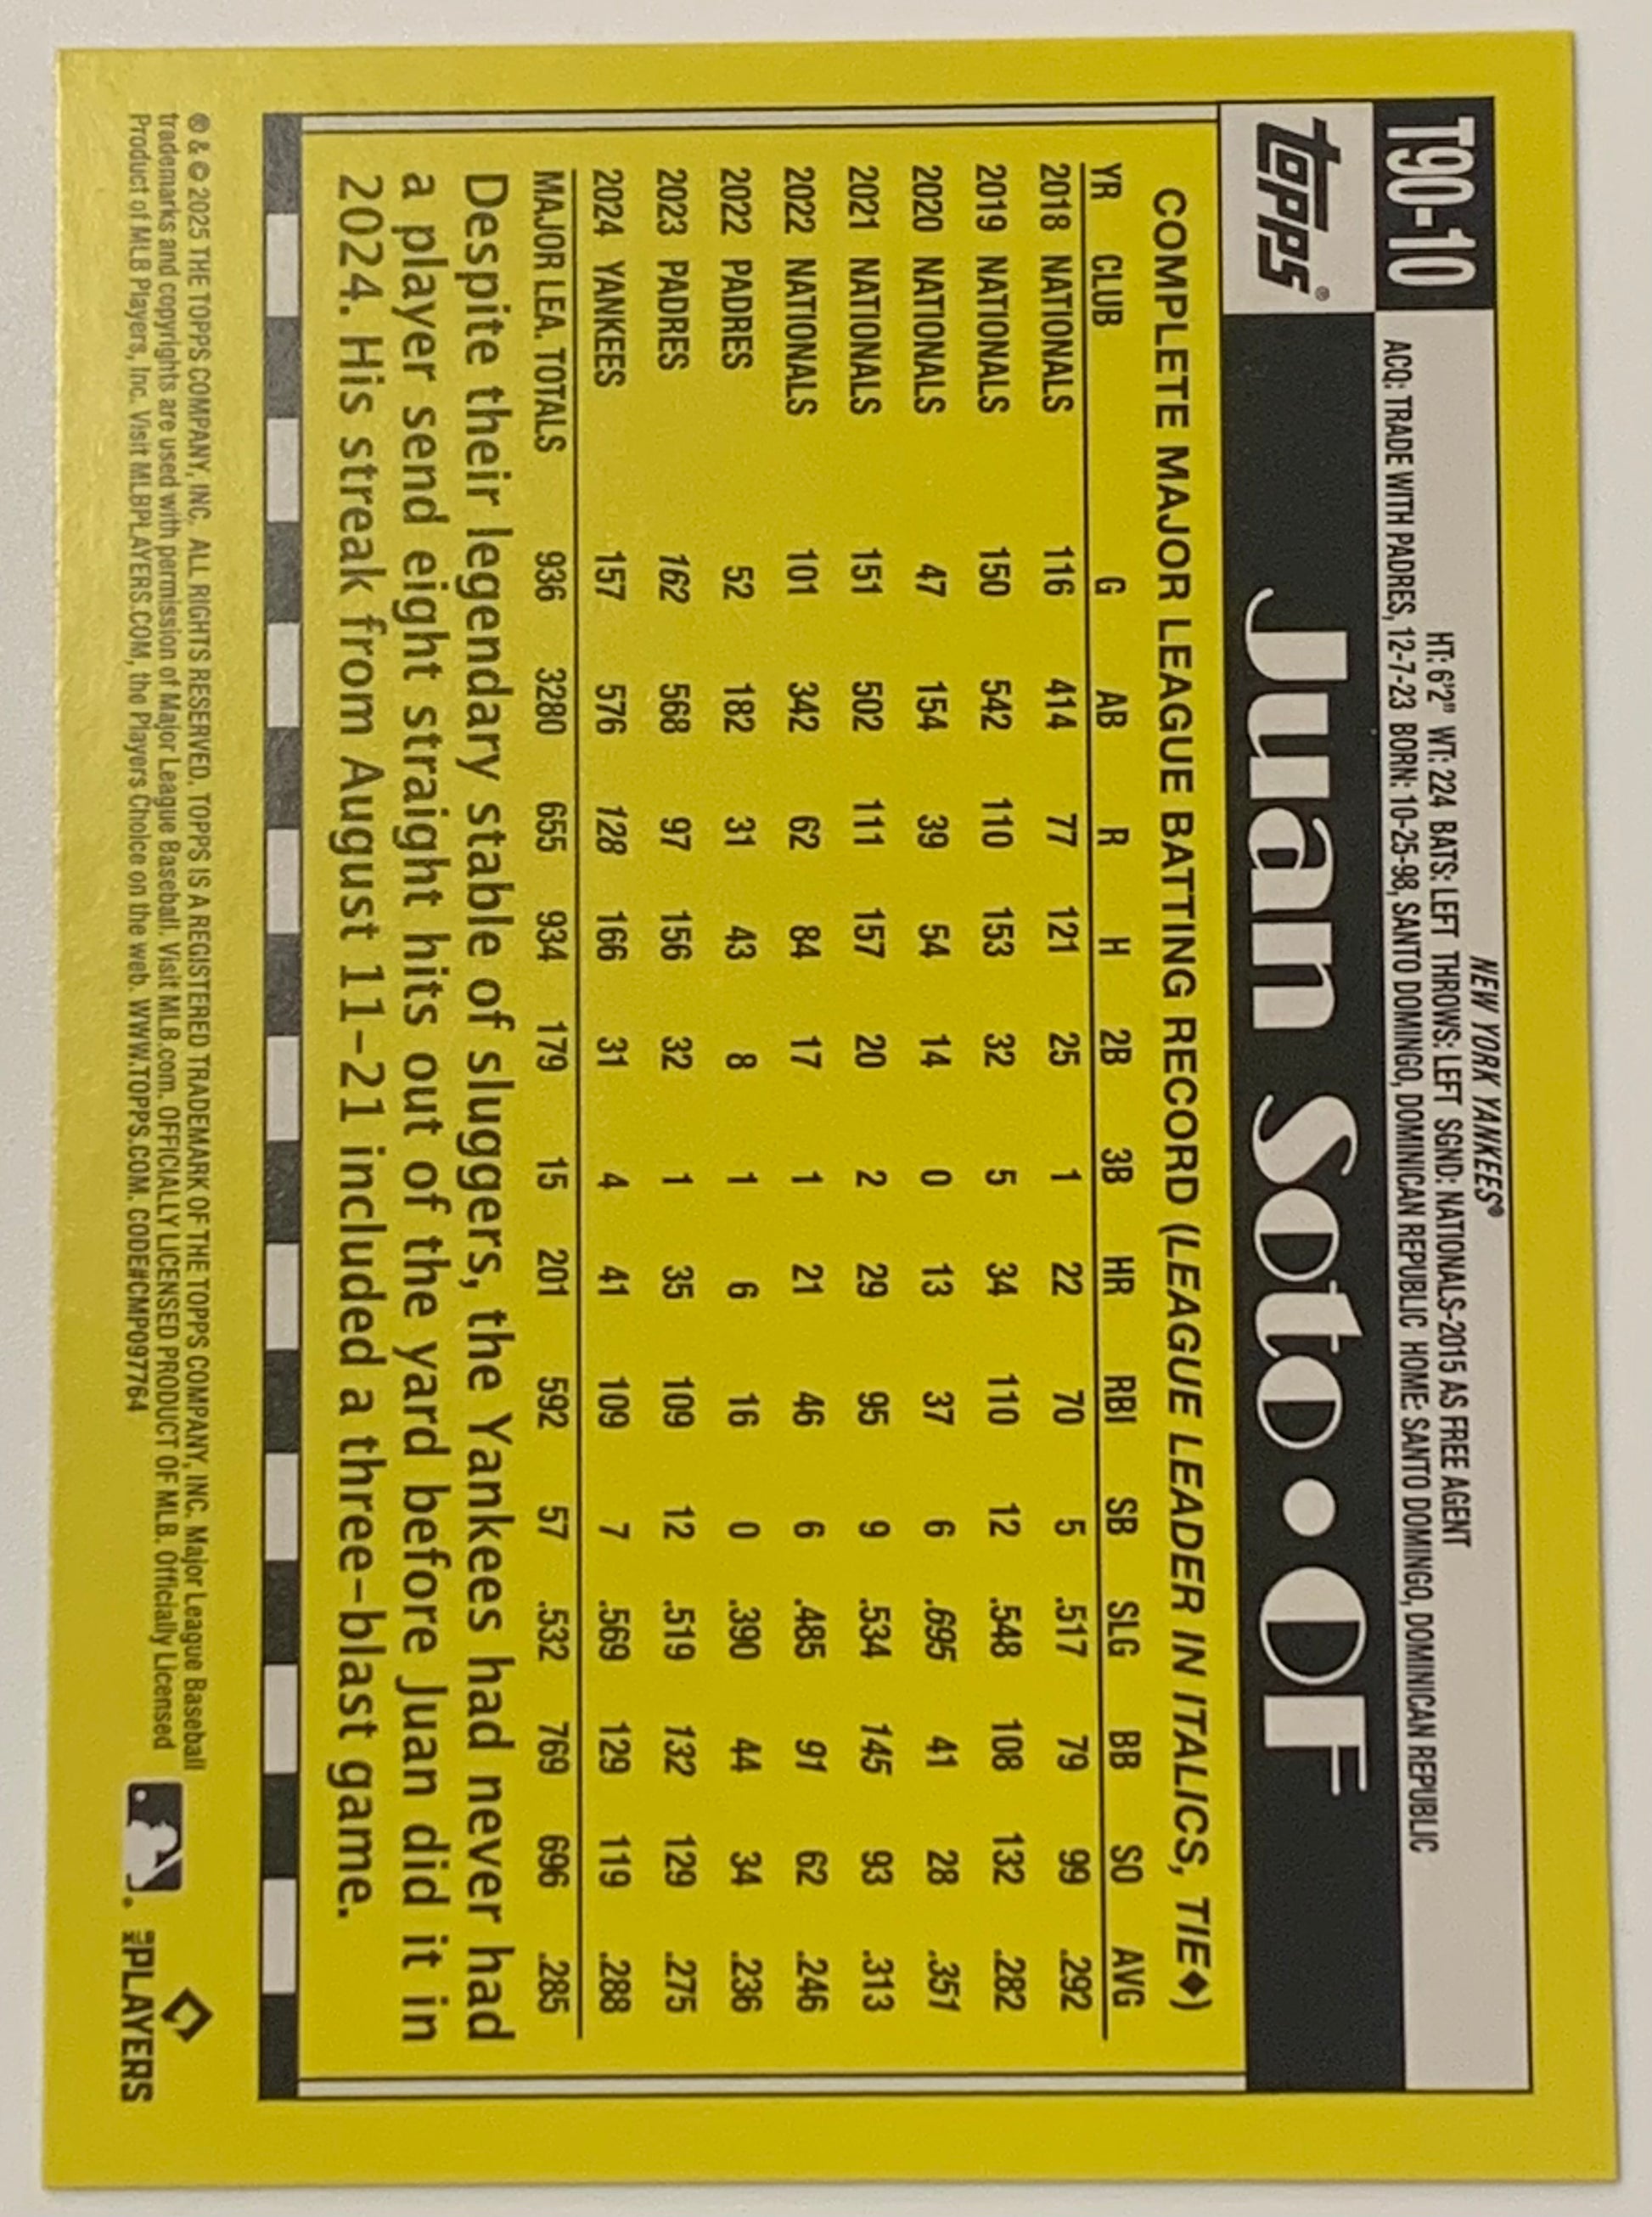 T90-10
NEW YORK YANKEES®
HT: 6'2" WT: 224 BATS: LEFT THROWS: LEFT SGND: NATIONALS-2015 AS FREE AGENT
ACQ: TRADE WITH PADRES, 12-7-23 BORN: 10-25-98, SANTO DOMINGO, DOMINICAN REPUBLIC HOME: SANTO DOMINGO, DOMINICAN REPUBLIC
topps® Juan Soto • OF
COMPLETE MAJOR LEAGUE BATTING RECORD (LEAGUE LEADER IN ITALICS, TIE♦)
YR CLUB G AB R H 2B 3B HR RBI SB SLG BB SO AVG
2018 NATIONALS 116 414 77 121 25 1 22 70 5 .517 79 99 .292
2019 NATIONALS 150 542 110 153 32 5 34 110 12 .548 108 132 .282
2020 NATIONALS 47 154 39 54 14 0 13 37 6 .695 41 28 .351
2021 NATIONALS 151 502 111 157 20 2 29 95 9 .534 145 93 .313
2022 NATIONALS 101 342 62 84 17 1 21 46 6 .485 91 62 .246
2022 PADRES 52 182 31 43 8 1 6 16 0 .390 44 34 .236
2023 PADRES 162 568 97 156 32 1 35 109 12 .519 132 129 .275
2024 YANKEES 157 576 128 166 31 4 41 109 7 .569 129 119 .288
MAJOR LEA. TOTALS 936 3280 655 934 179 15 201 592 57 .532 769 696 .285
Despite their legendary stable of sluggers, the Yankees had never had
a player send eight straight hits out of the yard before Juan did it in
2024. His streak from August 11-21 included a three-blast game.
® & © 2025 THE TOPPS COMPANY, INC. ALL RIGHTS RESERVED. TOPPS IS A REGISTERED TRADEMARK OF THE TOPPS COMPANY, INC. Major League Baseball
trademarks and copyrights are used with permission of Major League Baseball. Visit MLB.com. OFFICIALLY LICENSED PRODUCT OF MLB. Officially Licensed
Product of MLB Players, Inc. Visit MLBPLAYERS.COM, the Players Choice on the web. WWW.TOPPS.COM. CODE#CMP097764
MLB PLAYERS